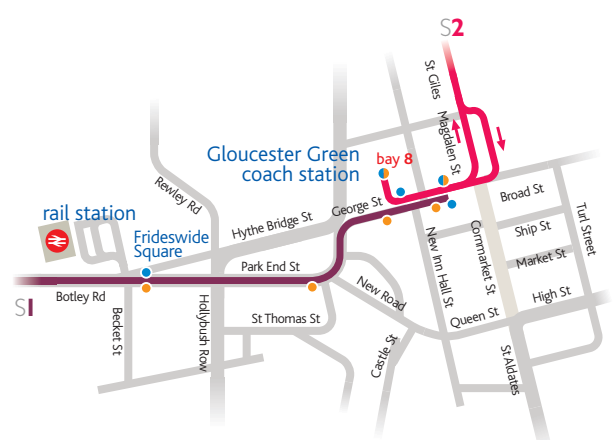 S2
St Giles
Magdalen St
Gloucester Green
coach station
bay 8
rail station
Rewley Rd
Frideswide
Square
Hythe Bridge St
George St
Broad St
Turl Street
Ship St
Market St
Cornmarket St
New Inn Hall St
High St
Park End St
New Road
Queen St
S1
Botley Rd
Becket St
Hollybush Row
St Thomas St
Castle St
St Aldates